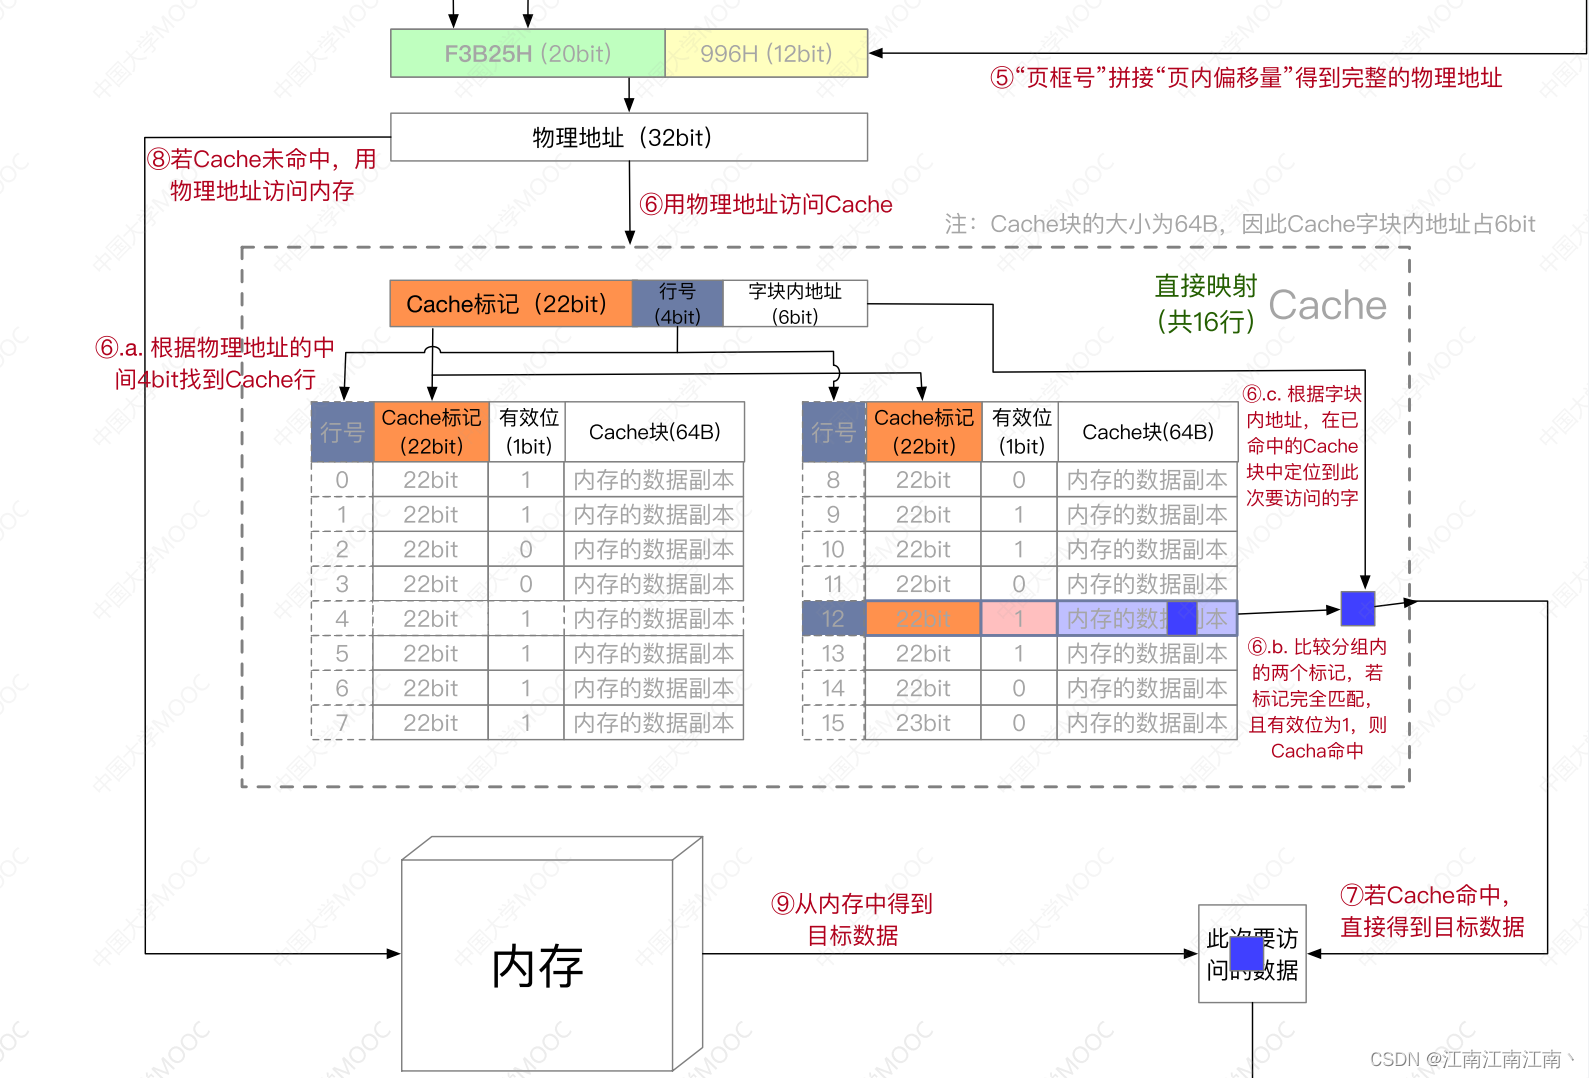 F3B25H (20bit)
996H (12bit)
⑤“页框号”拼接“页内偏移量”得到完整的物理地址
物理地址（32bit）
⑧若Cache未命中，用
物理地址访问内存
⑥用物理地址访问Cache
注：Cache块的大小为64B，因此Cache字块内地址占6bit
Cache标记（22bit）
行号
(4bit)
字块内地址
(6bit)
直接映射
（共16行）
Cache
⑥.a. 根据物理地址的中
间4bit找到Cache行
行号 Cache标记 (22bit) 有效位 (1bit) Cache块(64B)
0 22bit 1 内存的数据副本
1 22bit 1 内存的数据副本
2 22bit 0 内存的数据副本
3 22bit 0 内存的数据副本
4 22bit 1 内存的数据副本
5 22bit 1 内存的数据副本
6 22bit 1 内存的数据副本
7 22bit 1 内存的数据副本
行号 Cache标记 (22bit) 有效位 (1bit) Cache块(64B)
8 22bit 0 内存的数据副本
9 22bit 1 内存的数据副本
10 22bit 1 内存的数据副本
11 22bit 0 内存的数据副本
12 22bit 1 内存的数据副本
13 22bit 1 内存的数据副本
14 22bit 0 内存的数据副本
15 23bit 0 内存的数据副本
⑥.c. 根据字块
内地址，在已
命中的Cache
块中定位到此
次要访问的字
⑥.b. 比较分组内
的两个标记，若
标记完全匹配，
且有效位为1，则
Cacha命中
内存
⑨从内存中得到
目标数据
此次要访
问的数据
⑦若Cache命中，
直接得到目标数据
中国大学MOOC
CSDN @江南江南江南丶